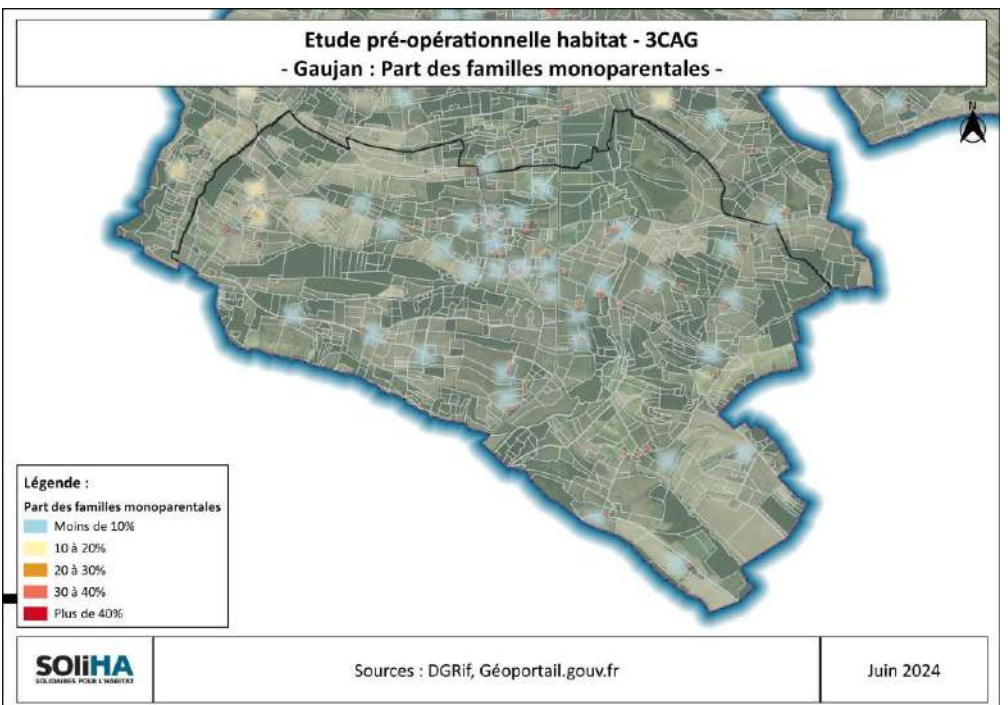 Etude pré-opérationnelle habitat - 3CAG
- Gaujan : Part des familles monoparentales -
N
Légende :
Part des familles monoparentales
Moins de 10%
10 à 20%
20 à 30%
30 à 40%
Plus de 40%
SOLiHA
SOLIDAIRES POUR L'HABITAT
Sources : DGRif, Géoportail.gouv.fr
Juin 2024